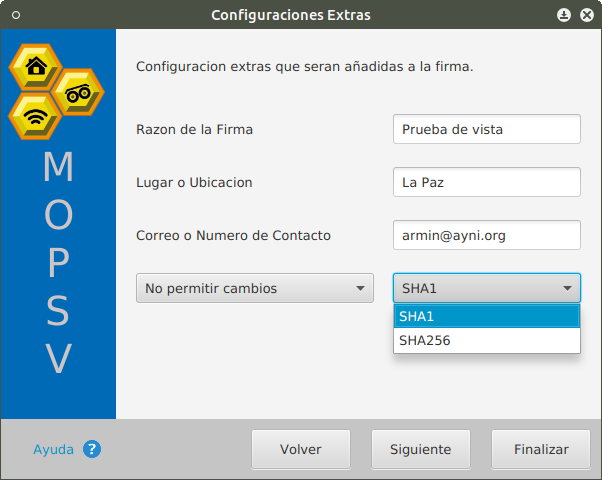 Configuraciones Extras
Configuracion extras que seran añadidas a la firma.
Razon de la Firma
Prueba de vista
Lugar o Ubicacion
La Paz
Correo o Numero de Contacto
armin@ayni.org
No permitir cambios
SHA1
SHA1
SHA256
M
O
P
S
V
Ayuda ?
Volver
Siguiente
Finalizar